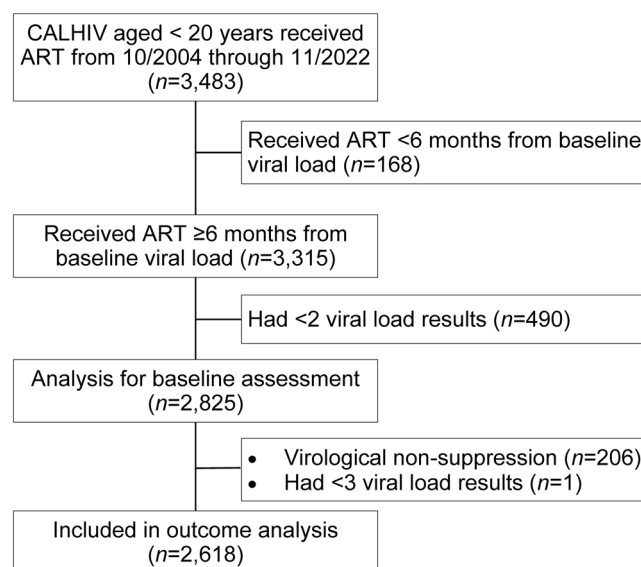 CALHIV aged < 20 years received
ART from 10/2004 through 11/2022
(n=3,483)
Received ART <6 months from baseline
viral load (n=168)
Received ART ≥6 months from
baseline viral load (n=3,315)
Had <2 viral load results (n=490)
Analysis for baseline assessment
(n=2,825)
• Virological non-suppression (n=206)
• Had <3 viral load results (n=1)
Included in outcome analysis
(n=2,618)